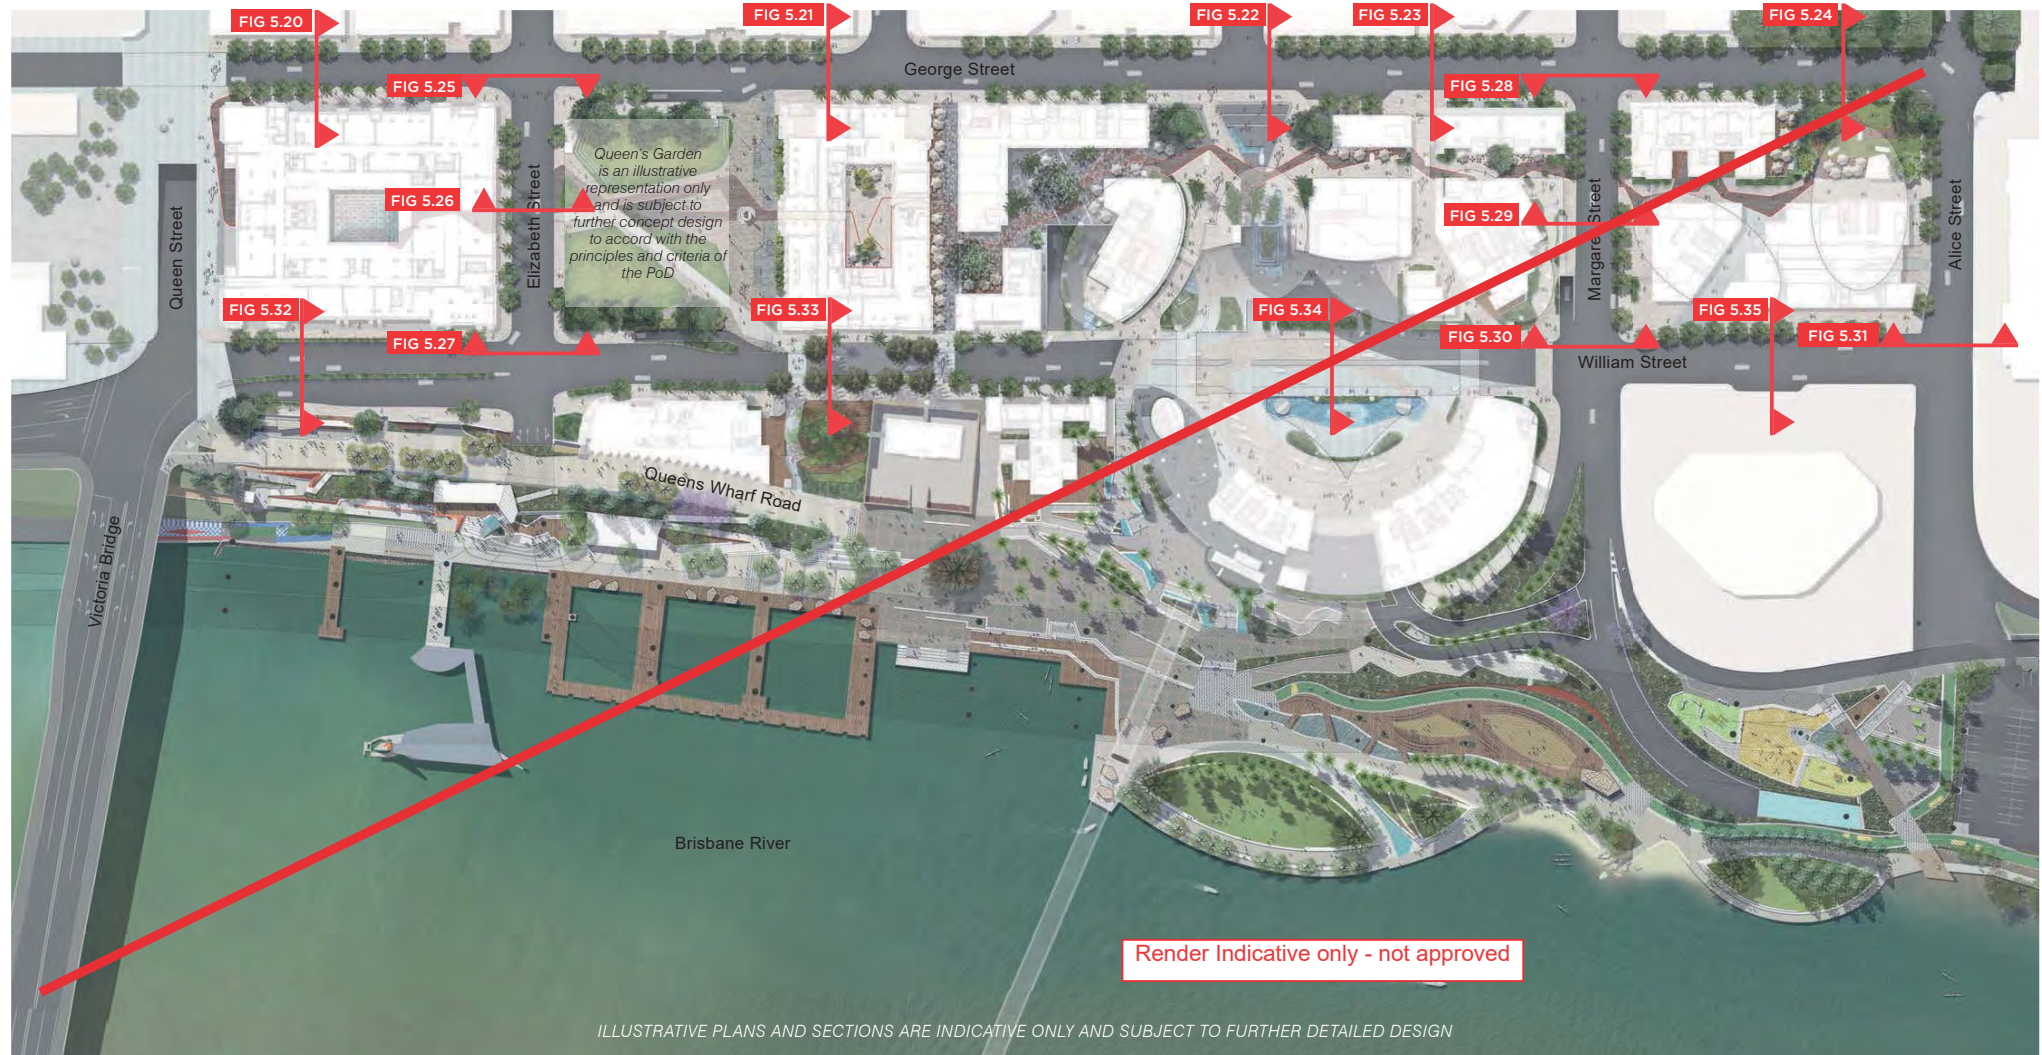 FIG 5.20
FIG 5.21
FIG 5.22
FIG 5.23
FIG 5.24
George Street
FIG 5.25
FIG 5.28
Queen's Garden
is an illustrative
representation only
and is subject to
further concept design
to accord with the
principles and criteria of
the PoD
FIG 5.26
FIG 5.29
Queen Street
Elizabeth Street
Margaret Street
Alice Street
FIG 5.32
FIG 5.33
FIG 5.34
FIG 5.35
FIG 5.27
FIG 5.30
FIG 5.31
William Street
Queens Wharf Road
Victoria Bridge
Brisbane River
Render Indicative only - not approved
ILLUSTRATIVE PLANS AND SECTIONS ARE INDICATIVE ONLY AND SUBJECT TO FURTHER DETAILED DESIGN